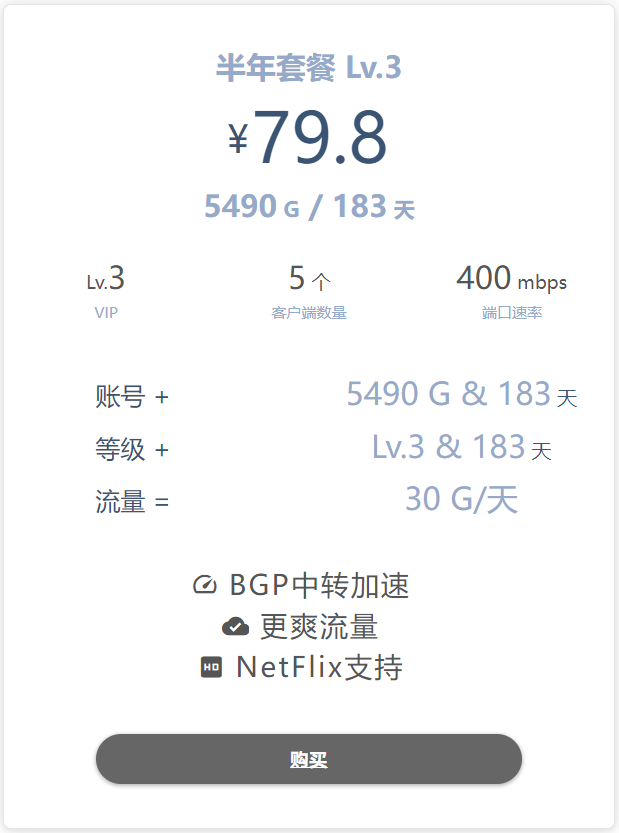 半年套餐 Lv.3
¥79.8
5490 G / 183 天
Lv.3 5 个 400 mbps
VIP 客户端数量 端口速率
账号 + 5490 G & 183 天
等级 + Lv.3 & 183 天
流量 = 30 G/天
BGP中转加速
更爽流量
HD NetFlix支持
购买